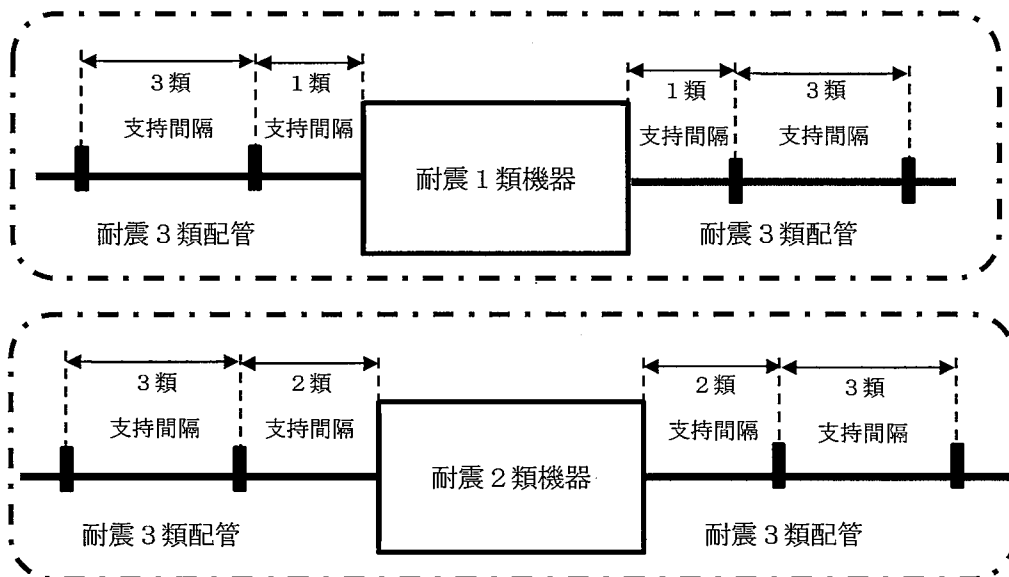 3類 1類 1類 3類
支持間隔 支持間隔 支持間隔 支持間隔
耐震1類機器
耐震3類配管 耐震3類配管
3類 2類 2類 3類
支持間隔 支持間隔 支持間隔 支持間隔
耐震2類機器
耐震3類配管 耐震3類配管